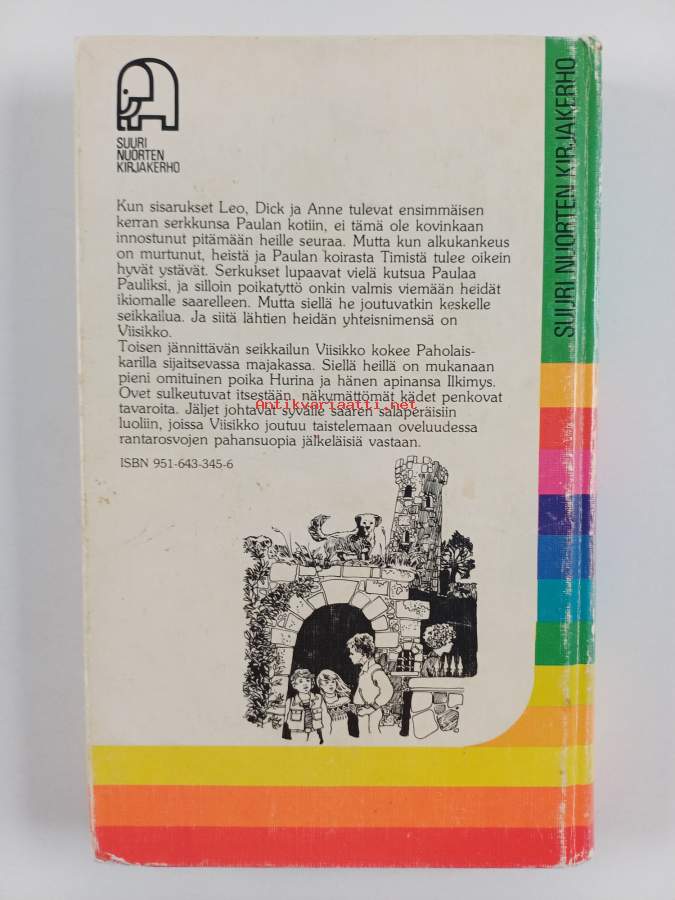 SUURI
NUORTEN
KIRJAKERHO
SUURI NUORTEN KIRJAKERHO
Kun sisarukset Leo, Dick ja Anne tulevat ensimmäisen
kerran serkkunsa Paulan kotiin, ei tämä ole kovinkaan
innostunut pitämään heille seuraa. Mutta kun alkukankeus
on murtunut, heistä ja Paulan koirasta Timistä tulee oikein
hyvät ystävät. Serkukset lupaavat vielä kutsua Paulaa
Pauliksi, ja silloin poikatyttö onkin valmis viemään heidät
ikiomalle saarelleen. Mutta siellä he joutuvatkin keskelle
seikkailua. Ja siitä lähtien heidän yhteisnimensä on
Viisikko.
Toisen jännittävän seikkailun Viisikko kokee Paholais-
karilla sijaitsevassa majakassa. Siellä heillä on mukanaan
pieni omituinen poika Hurina ja hänen apinansa Ilkimys.
Ovet sulkeutuvat itsestään, näkymättömät kädet penkovat
Antikvariaatti.net
tavaroita. Jäljet johtavat syvälle saaren salaperäisiin
luoliin, joissa Viisikko joutuu taistelemaan oveluudessa
rantarosvojen pahansuopia jälkeläisiä vastaan.
ISBN 951-643-345-6